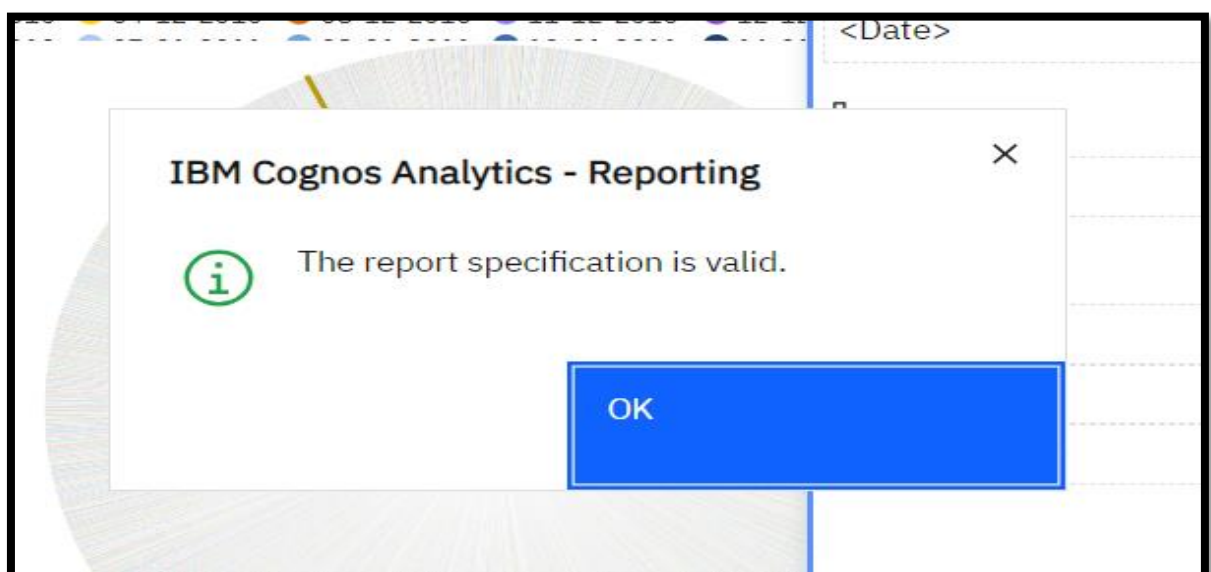 <Date>
IBM Cognos Analytics - Reporting
The report specification is valid.
OK